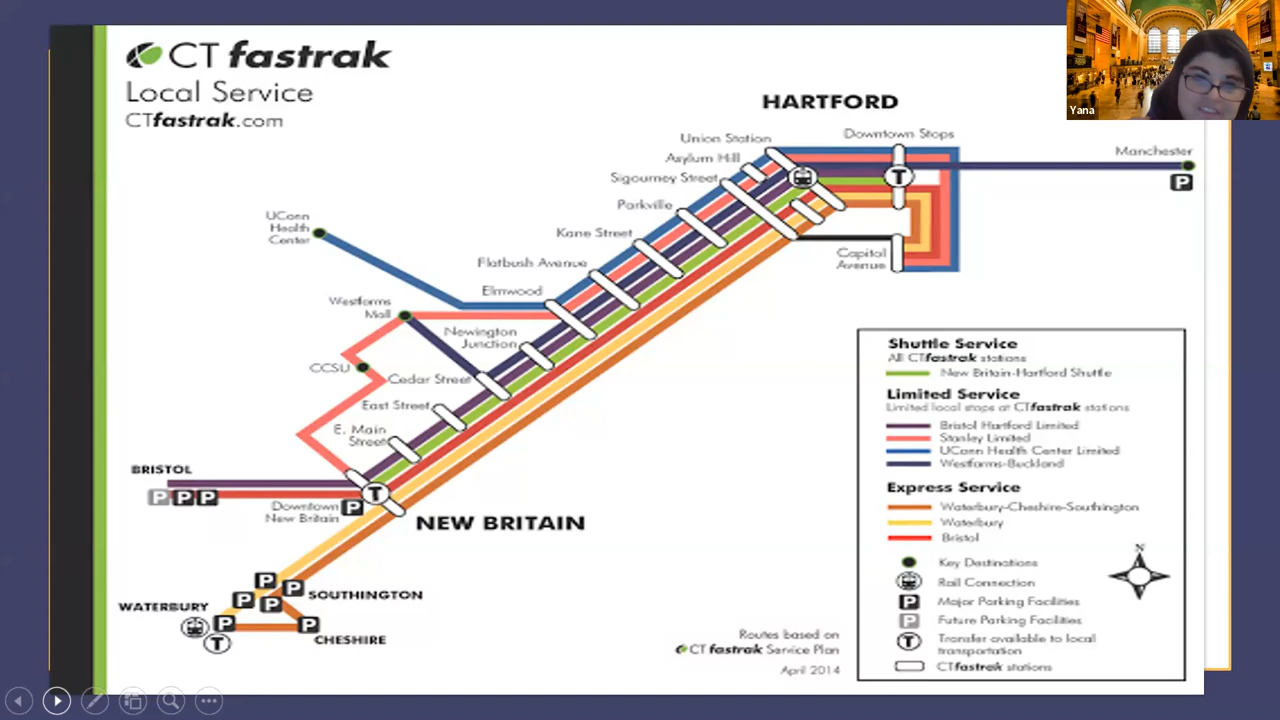 CT fastrak
Local Service
CTfastrak.com
Yana
HARTFORD
Union Station
Downtown Stops
Asylum Hill
Manchester
Sigourney Street
P
T
Parkville
UConn
Health
Center
Kane Street
Capitol
Avenue
Flatbush Avenue
Elmwood
Westfarms
Mall
Newington
Junction
CCSU
Cedar Street
East Street
E. Main
Street
BRISTOL
P P P
T
Downtown
New Britain
P
NEW BRITAIN
P
P
SOUTHINGTON
P
P
WATERBURY
P
P
T
CHESHIRE
Shuttle Service
All CTfastrak stations
New Britain-Hartford Shuttle
Limited Service
Limited local stops at CTfastrak stations
Bristol Hartford Limited
Stanley Limited
UConn Health Center Limited
Westfarms-Buckland
Express Service
Waterbury-Cheshire-Southington
Waterbury
Bristol
N
Key Destinations
Rail Connection
P Major Parking Facilities
P Future Parking Facilities
T Transfer available to local
transportation
CTfastrak stations
Routes based on
CTfastrak Service Plan
April 2014